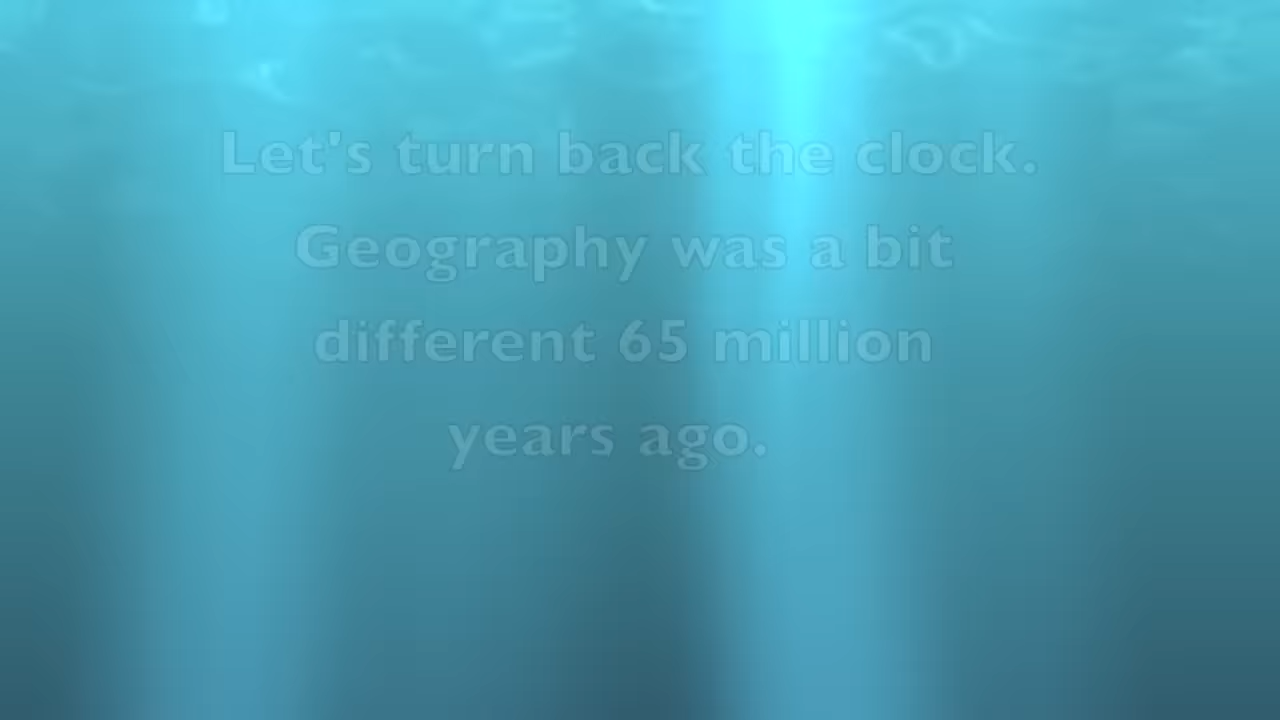 Let's turn back the clock.
Geography was a bit
different 65 million
years ago.